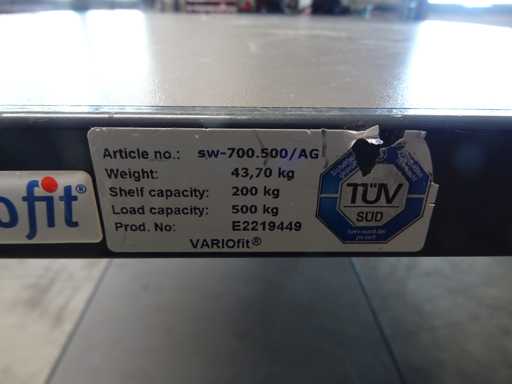 Article no.: sw-700.500/AG
Weight: 43,70 kg
Shelf capacity: 200 kg
Load capacity: 500 kg
Prod. No: E2219449
VARIOfit®
ofit®
TÜV
SÜD